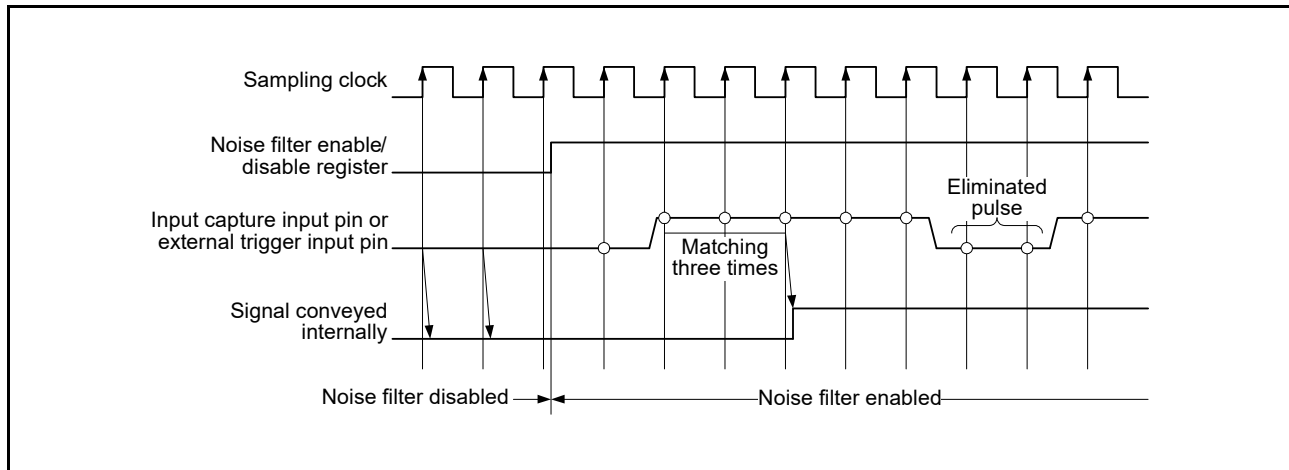 Sampling clock
Noise filter enable/
disable register
Input capture input pin or
external trigger input pin
Eliminated
pulse
Matching
three times
Signal conveyed
internally
Noise filter disabled
Noise filter enabled